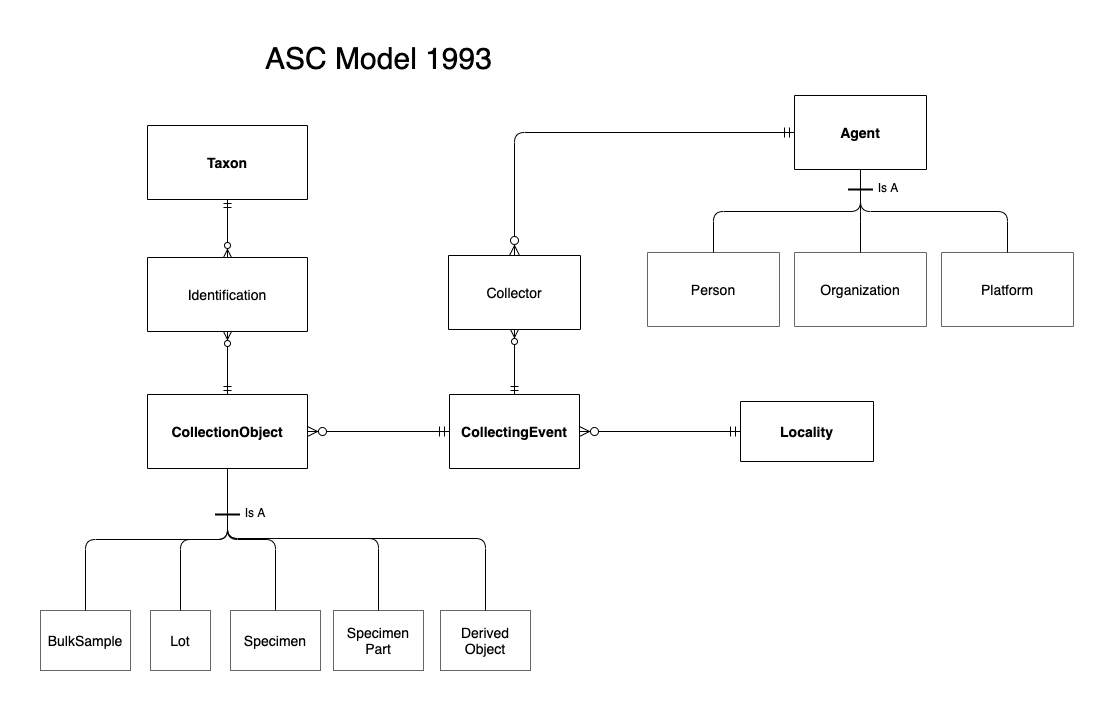 ASC Model 1993
Agent
Taxon
Is A
Identification
Collector
Person
Organization
Platform
CollectionObject
CollectingEvent
Locality
Is A
BulkSample
Lot
Specimen
Specimen
Part
Derived
Object